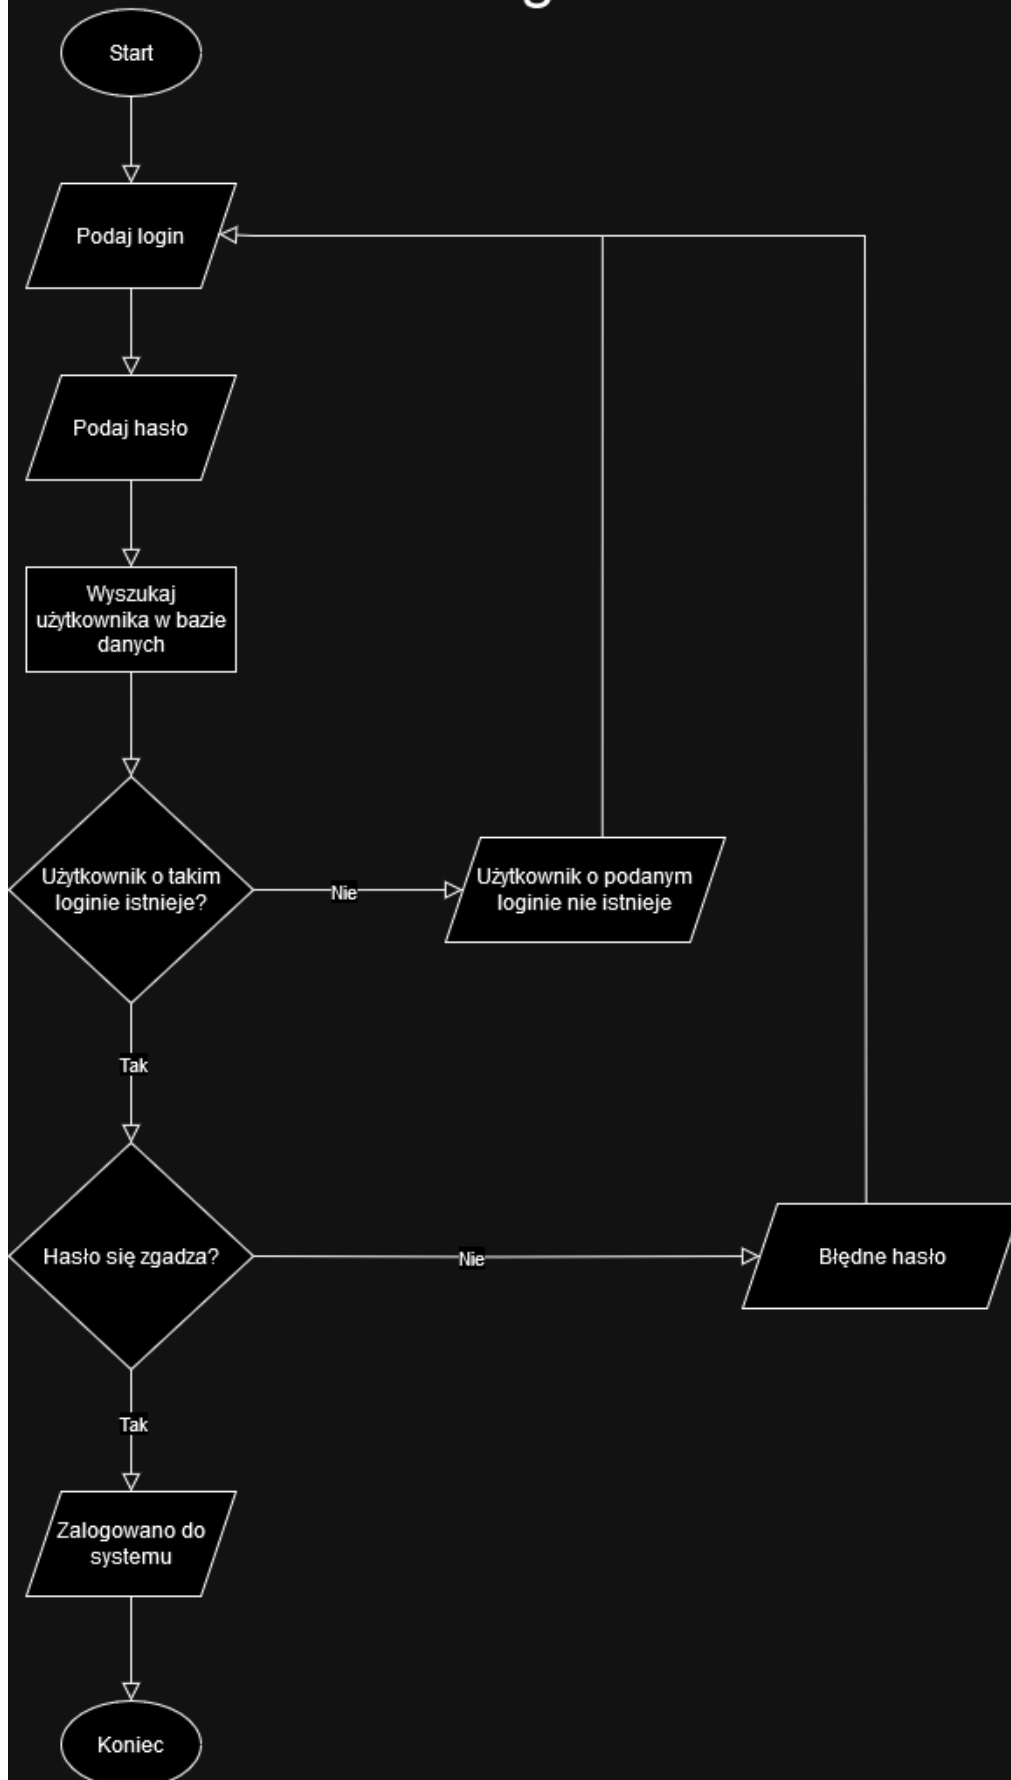 Start
Podaj login
Podaj hasło
Wyszukaj
użytkownika w bazie
danych
Użytkownik o takim
loginie istnieje?
Nie
Użytkownik o podanym
loginie nie istnieje
Tak
Hasło się zgadza?
Nie
Błędne hasło
Tak
Zalogowano do
systemu
Koniec